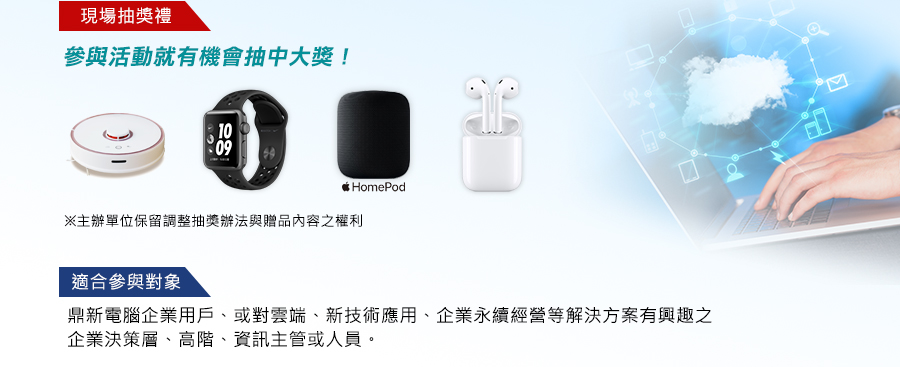 現場抽獎禮
參與活動就有機會抽中大獎！
10
09
HomePod
※主辦單位保留調整抽獎辦法與贈品內容之權利
適合參與對象
鼎新電腦企業用戶、或對雲端、新技術應用、企業永續經營等解決方案有興趣之
企業決策層、高階、資訊主管或人員。